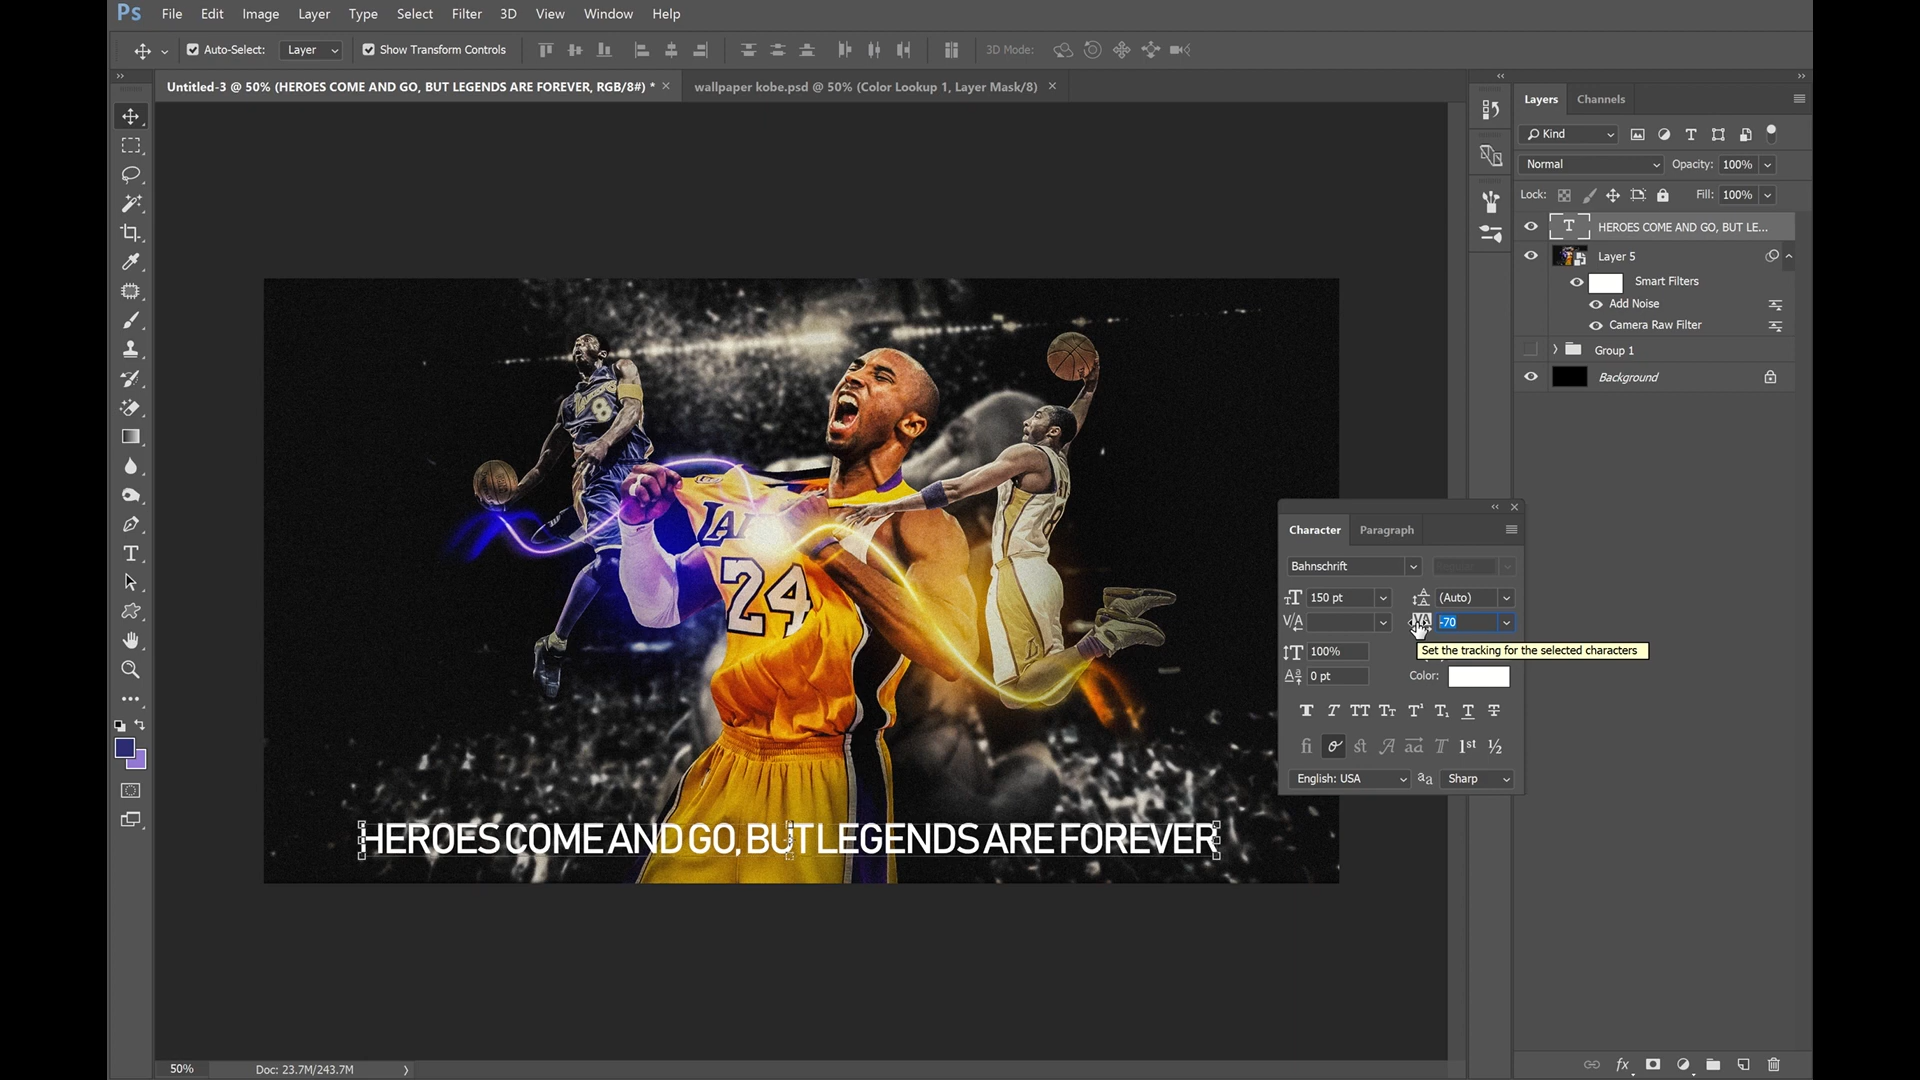 Ps File Edit Image Layer Type Select Filter 3D View Window Help
Auto-Select: Layer Show Transform Controls 3D Mode:
Untitled-3 @ 50% (HEROES COME AND GO, BUT LEGENDS ARE FOREVER, RGB/8#) *
wallpaper kobe.psd @ 50% (Color Lookup 1, Layer Mask/8)
Layers Channels
Kind
Normal Opacity: 100%
Lock: Fill: 100%
HEROES COME AND GO, BUT LE...
Layer 5
Smart Filters
Add Noise
Camera Raw Filter
Group 1
Background
8
LA
24
8
HEROES COME AND GO, BUT LEGENDS ARE FOREVER
Character Paragraph
Bahnschrift
150 pt (Auto)
-70
Set the tracking for the selected characters
100%
0 pt Color:
English: USA Sharp
50% Doc: 23.7M/243.7M